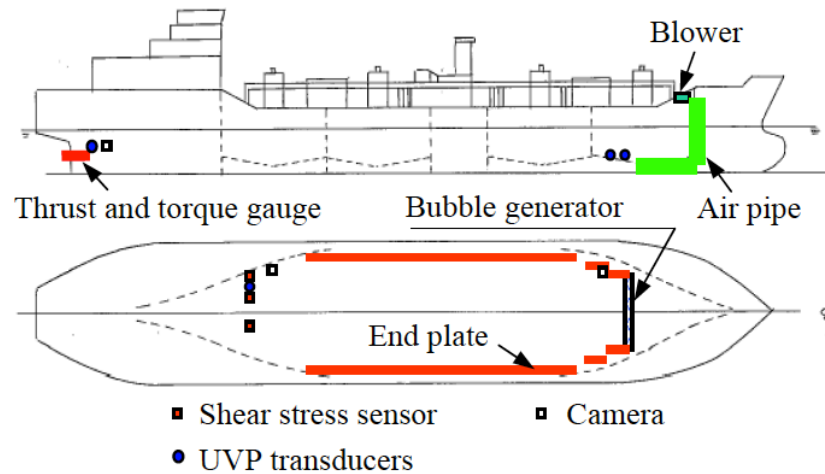 Blower
Thrust and torque gauge
Air pipe
Bubble generator
End plate
Shear stress sensor
Camera
UVP transducers